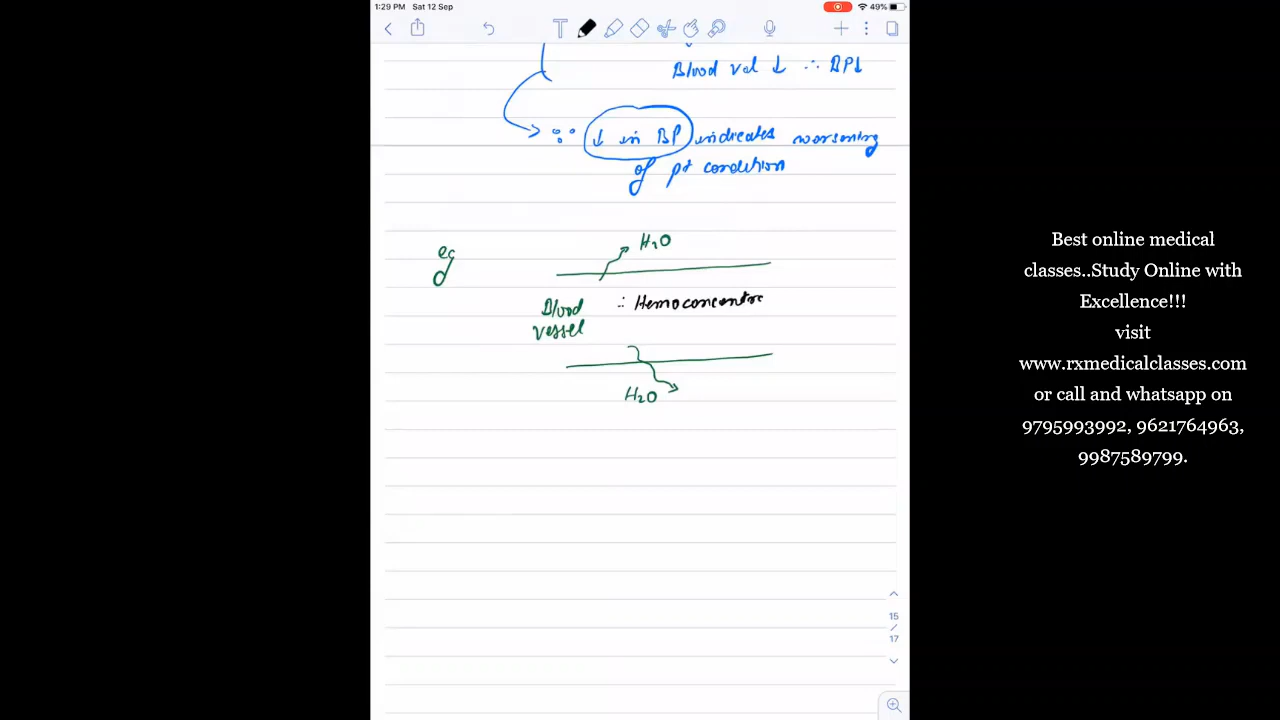 1:29 PM Sat 12 Sep
49%
Blood vol ↓ ∴ BP↓
↓ in BP indicates worsening
of pt condition
eg
H₂O
Blood
vessel
∴ Hemoconcentra
H₂O
15
/
17
Best online medical
classes..Study Online with
Excellence!!!
visit
www.rxmedicalclasses.com
or call and whatsapp on
9795993992, 9621764963,
9987589799.